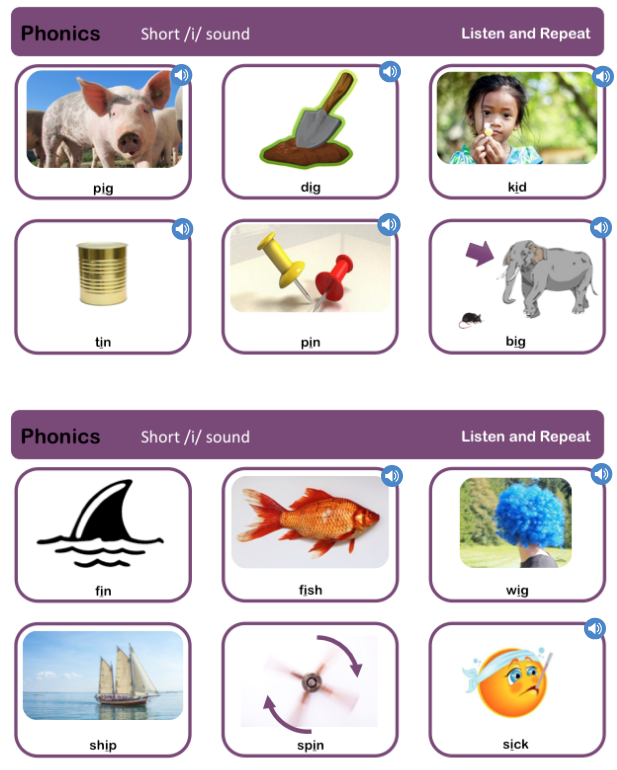 Phonics Short /i/ sound Listen and Repeat
pig dig kid
tin pin big
Phonics Short /i/ sound Listen and Repeat
fin fish wig
ship spin sick